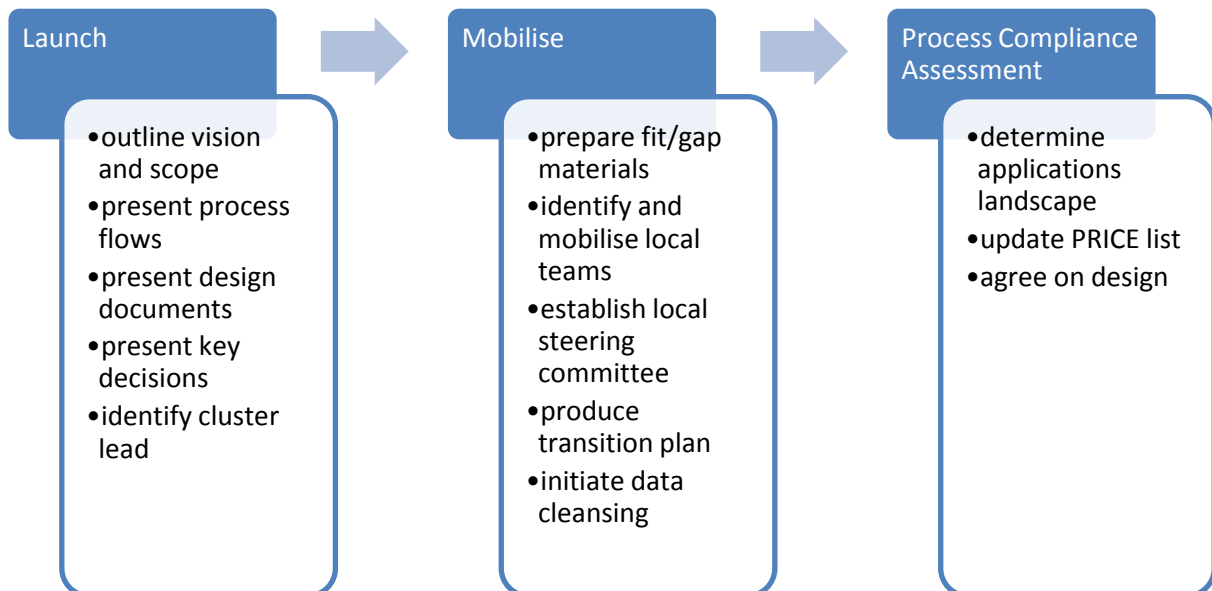 Launch
•outline vision
and scope
•present process
flows
•present design
documents
•present key
decisions
•identify cluster
lead
Mobilise
•prepare fit/gap
materials
•identify and
mobilise local
teams
•establish local
steering
committee
•produce
transition plan
•initiate data
cleansing
Process Compliance
Assessment
•determine
applications
landscape
•update PRICE list
•agree on design